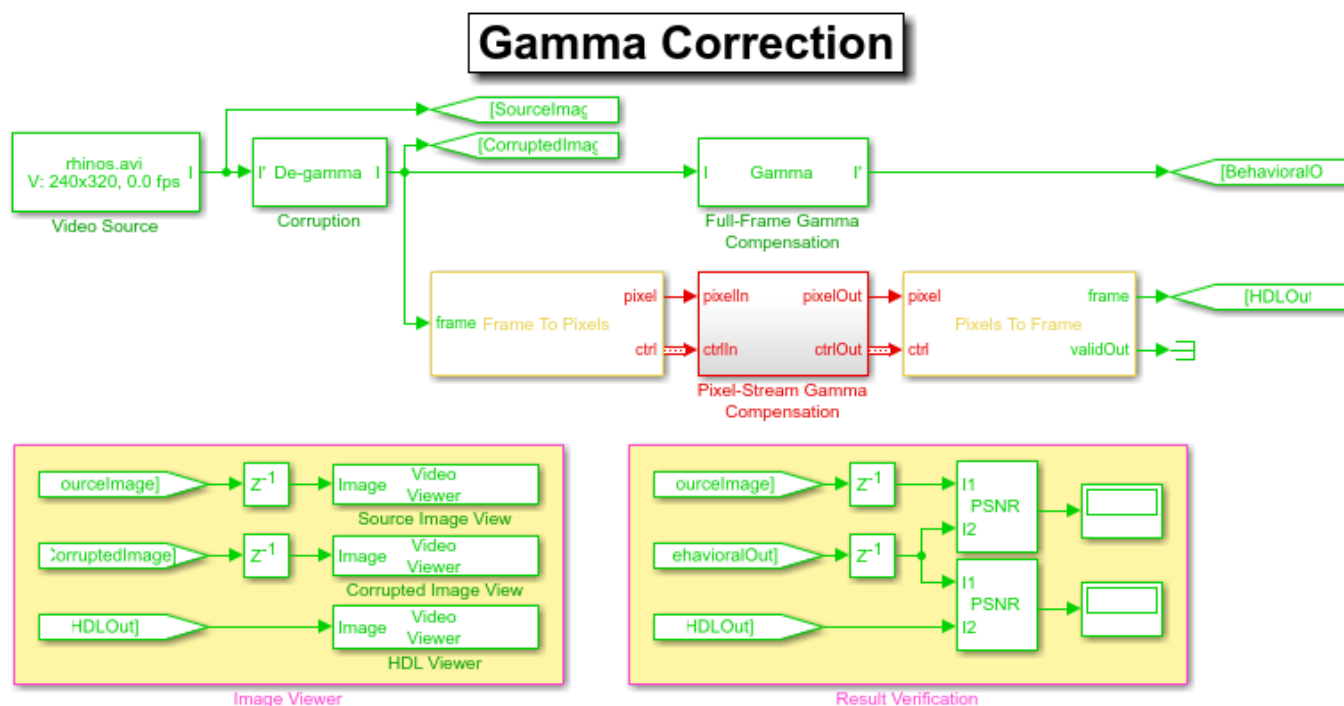 Gamma Correction
[SourceImag
[CorruptedImag
rhinos.avi
V: 240x320, 0.0 fps
I
Video Source
I' De-gamma I
Corruption
I Gamma I'
Full-Frame Gamma
Compensation
[BehavioralO
frame Frame To Pixels
pixel
ctrl
pixelIn pixelOut
ctrlIn ctrlOut
Pixel-Stream Gamma
Compensation
pixel
ctrl
Pixels To Frame
frame
validOut
[HDLOut
ourceImage]
Z-1
Image Video
Viewer
Source Image View
CorruptedImage]
Z-1
Image Video
Viewer
Corrupted Image View
HDLOut]
Image Video
Viewer
HDL Viewer
Image Viewer
ourceImage]
Z-1
I1
PSNR
I2
ehavioralOut]
Z-1
I1
PSNR
I2
HDLOut]
Result Verification